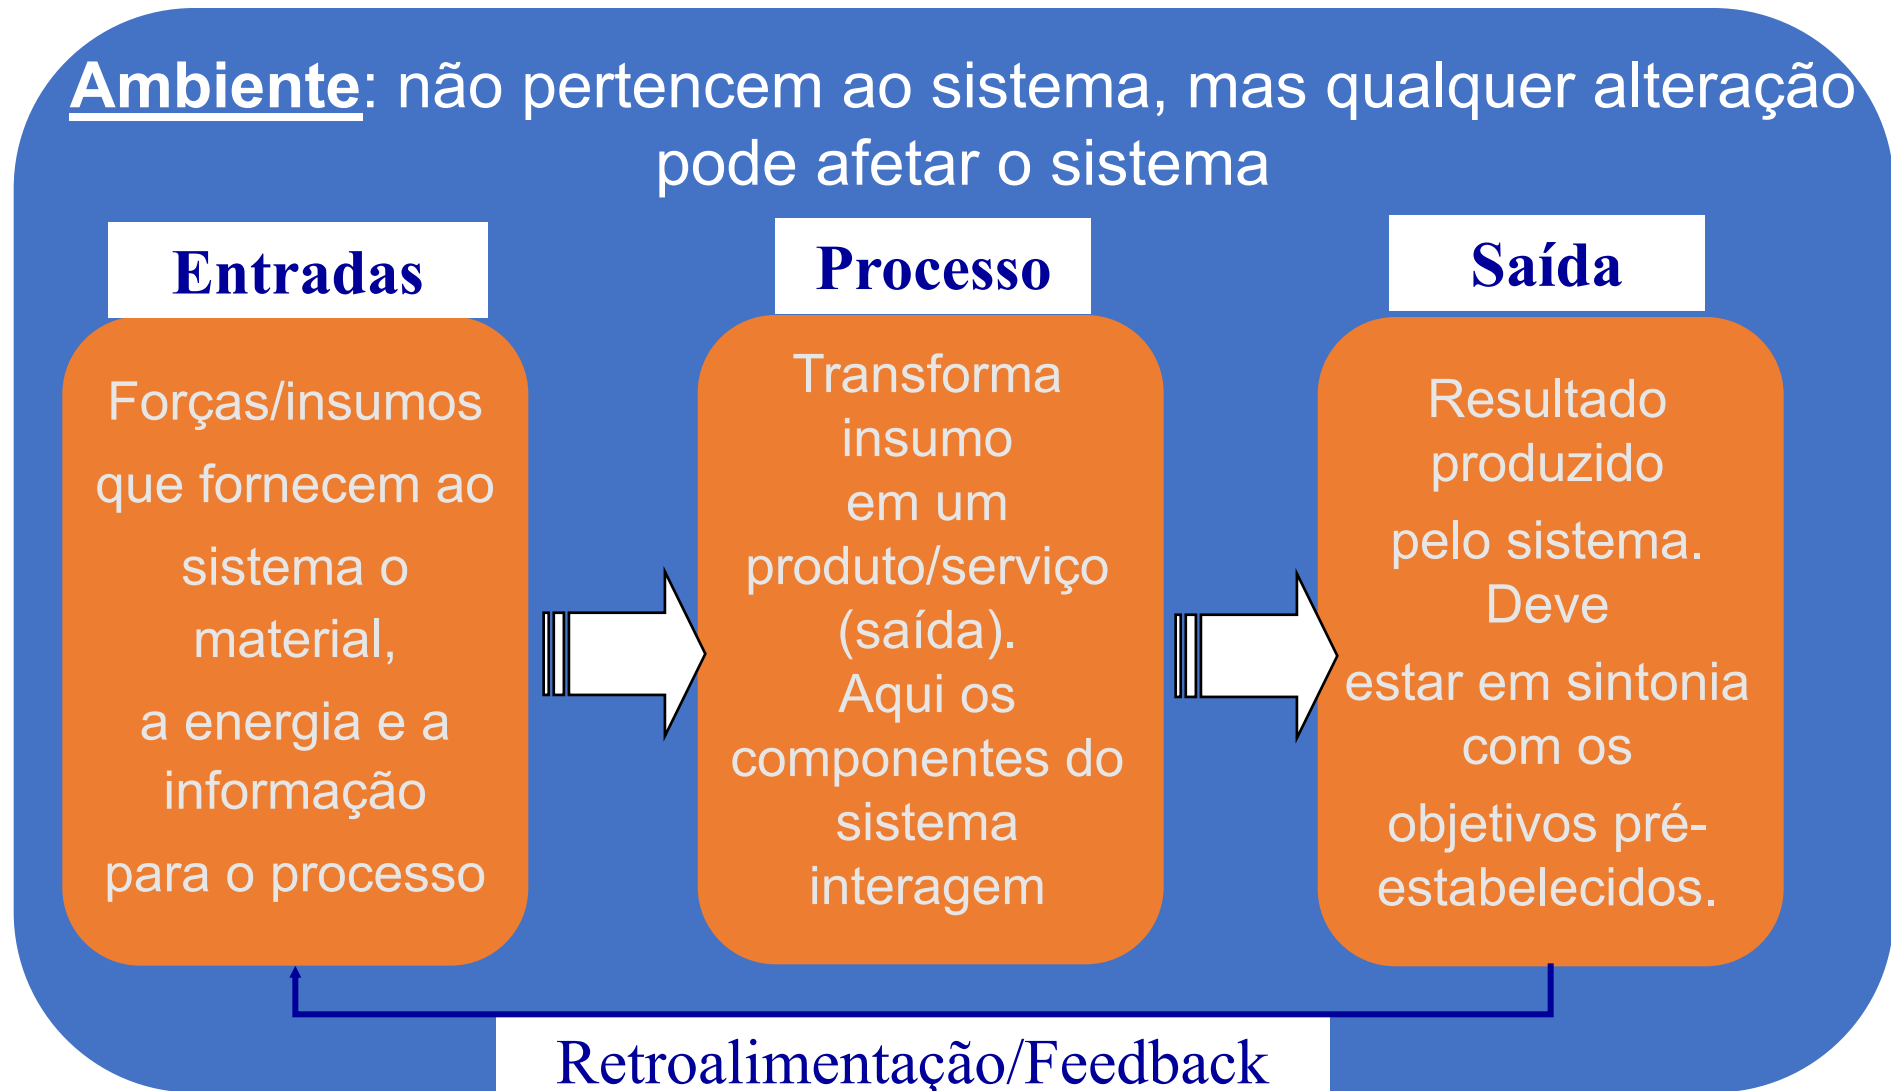 Ambiente: não pertencem ao sistema, mas qualquer alteração
pode afetar o sistema
Entradas
Forças/insumos
que fornecem ao
sistema o
material,
a energia e a
informação
para o processo
Processo
Transforma
insumo
em um
produto/serviço
(saída).
Aqui os
componentes do
sistema
interagem
Saída
Resultado
produzido
pelo sistema.
Deve
estar em sintonia
com os
objetivos pré-
estabelecidos.
Retroalimentação/Feedback